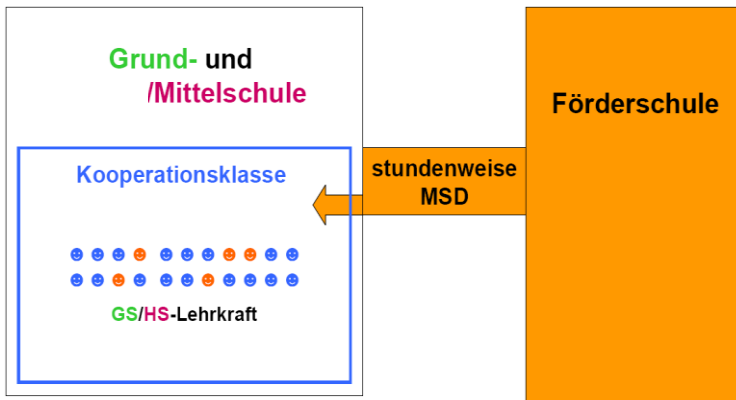 Grund- und
/Mittelschule
Kooperationsklasse
GS/HS-Lehrkraft
stundenweise
MSD
Förderschule